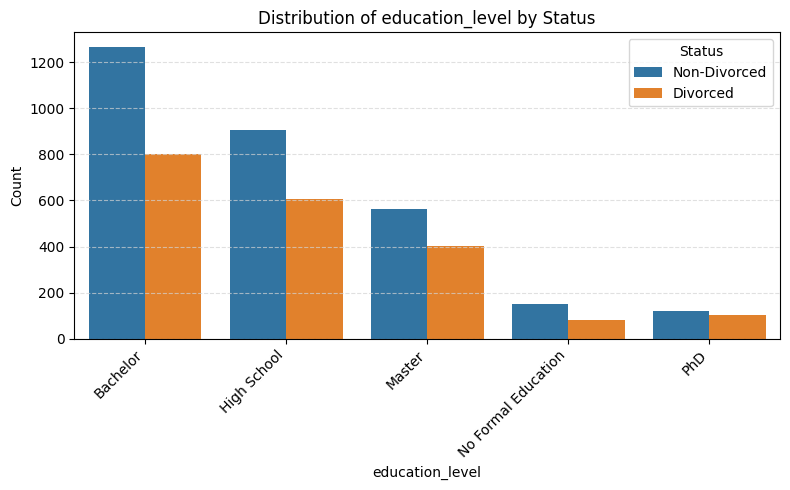 Distribution of education_level by Status
Status
Non-Divorced
Divorced
Count
1200
1000
800
600
400
200
0
Bachelor
High School
Master
No Formal Education
PhD
education_level